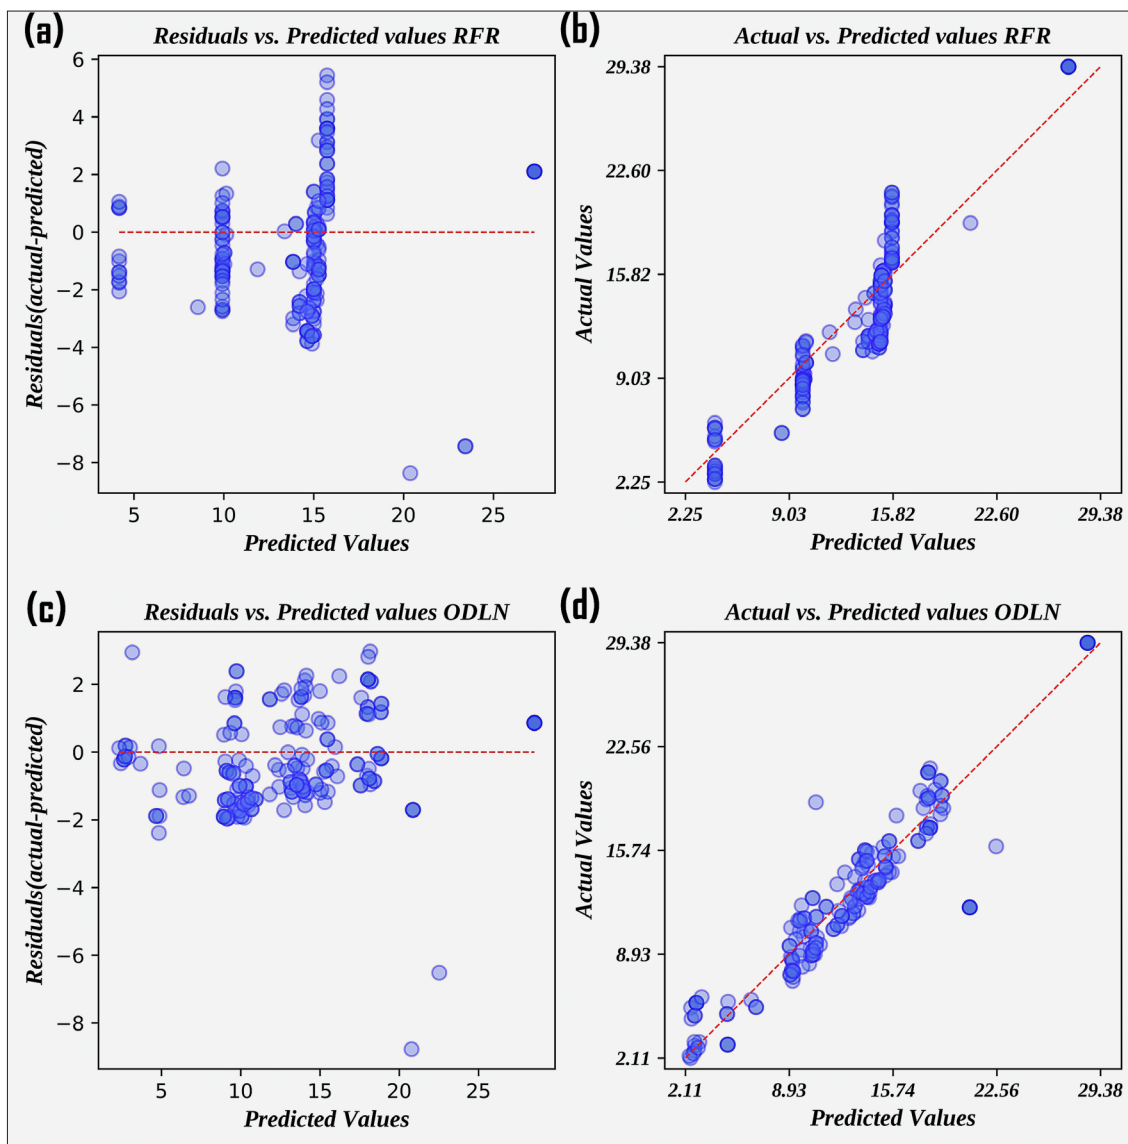 (a)
Residuals vs. Predicted values RFR
6
4
2
0
−2
−4
−6
−8
Residuals(actual-predicted)
5
10
15
20
25
Predicted Values
(b)
Actual vs. Predicted values RFR
29.38
22.60
15.82
9.03
2.25
Actual Values
2.25
9.03
15.82
22.60
29.38
Predicted Values
(c)
Residuals vs. Predicted values ODLN
2
0
−2
−4
−6
−8
Residuals(actual-predicted)
5
10
15
20
25
Predicted Values
(d)
Actual vs. Predicted values ODLN
29.38
22.56
15.74
8.93
2.11
Actual Values
2.11
8.93
15.74
22.56
29.38
Predicted Values